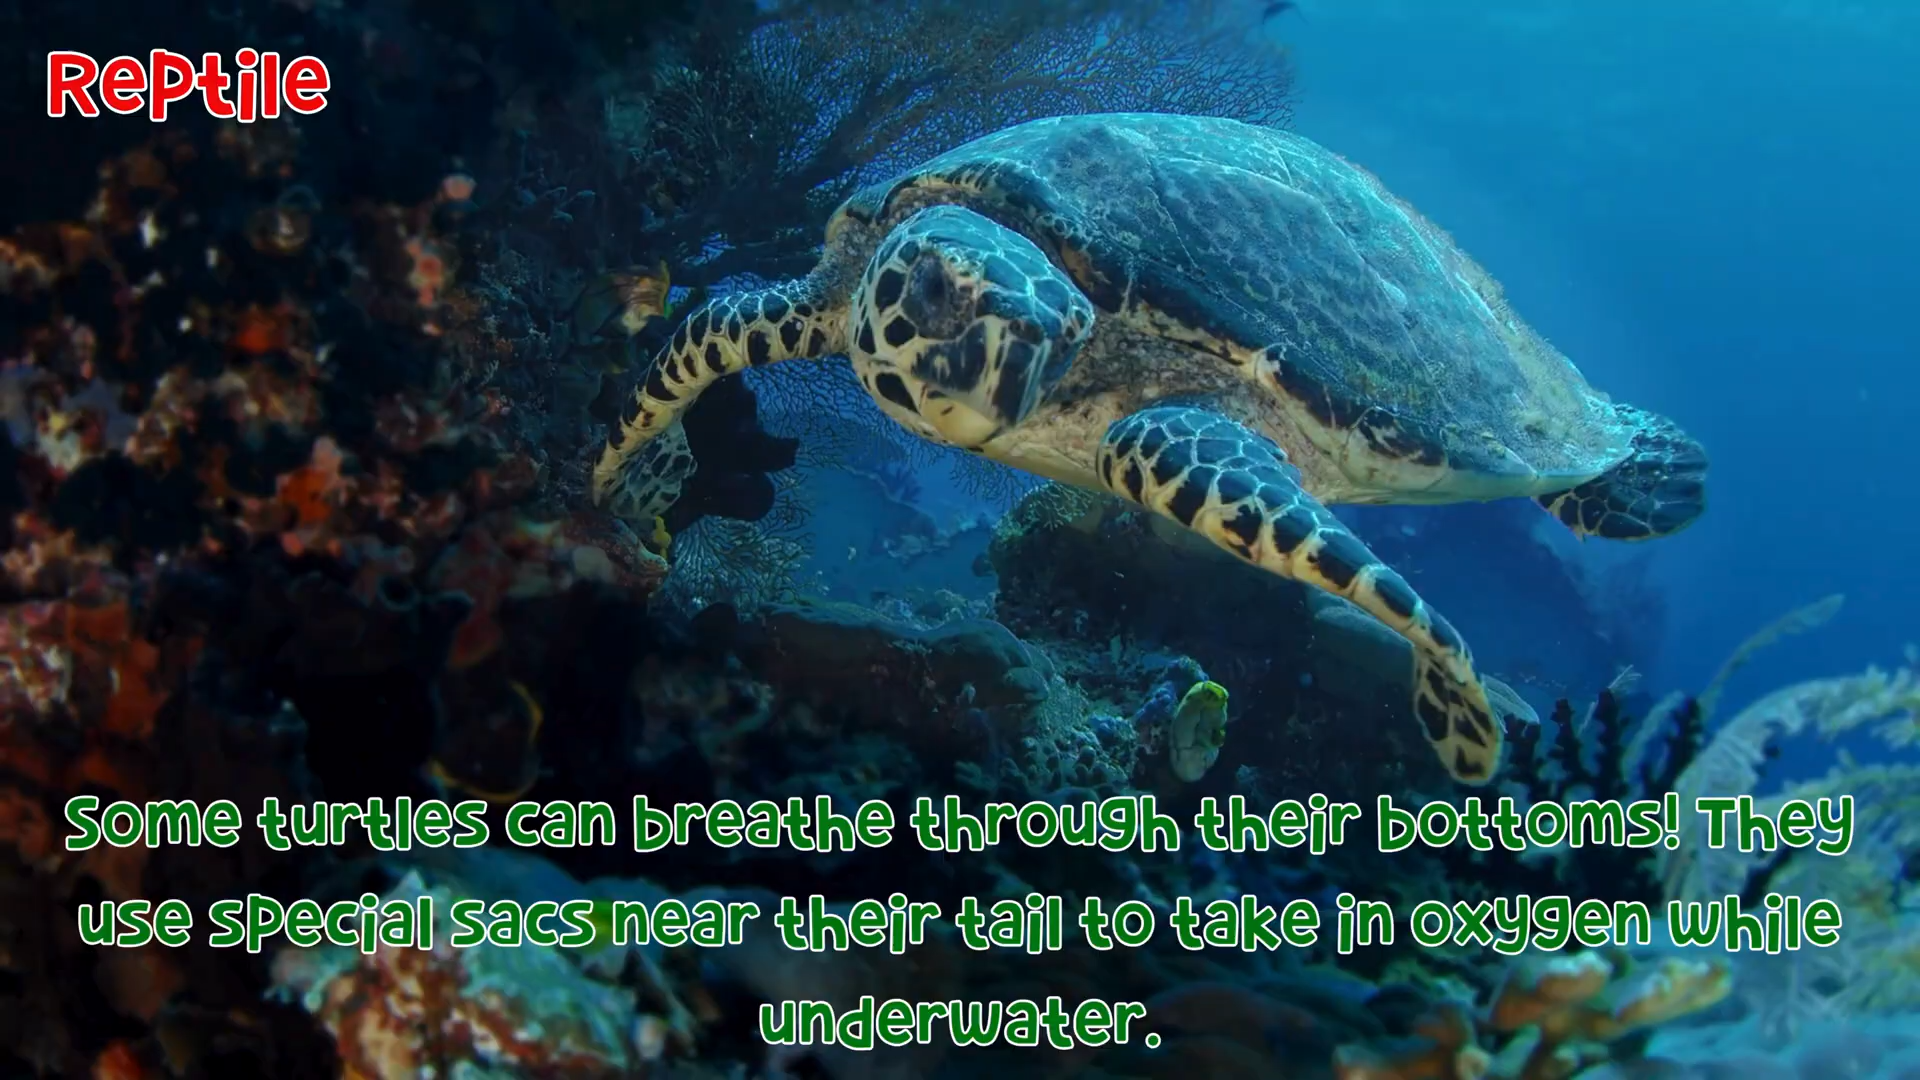 Reptile
Some turtles can breathe through their bottoms! They
use special sacs near their tail to take in oxygen while
underwater.